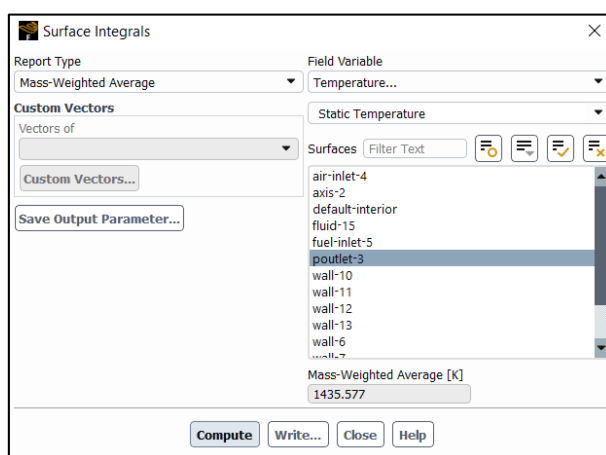 Surface Integrals
Report Type
Mass-Weighted Average
Custom Vectors
Vectors of
Custom Vectors...
Save Output Parameter...
Field Variable
Temperature...
Static Temperature
Surfaces Filter Text
air-inlet-4
axis-2
default-interior
fluid-15
fuel-inlet-5
poutlet-3
wall-10
wall-11
wall-12
wall-13
wall-6
wall-7
Mass-Weighted Average [K]
1435.577
Compute Write... Close Help